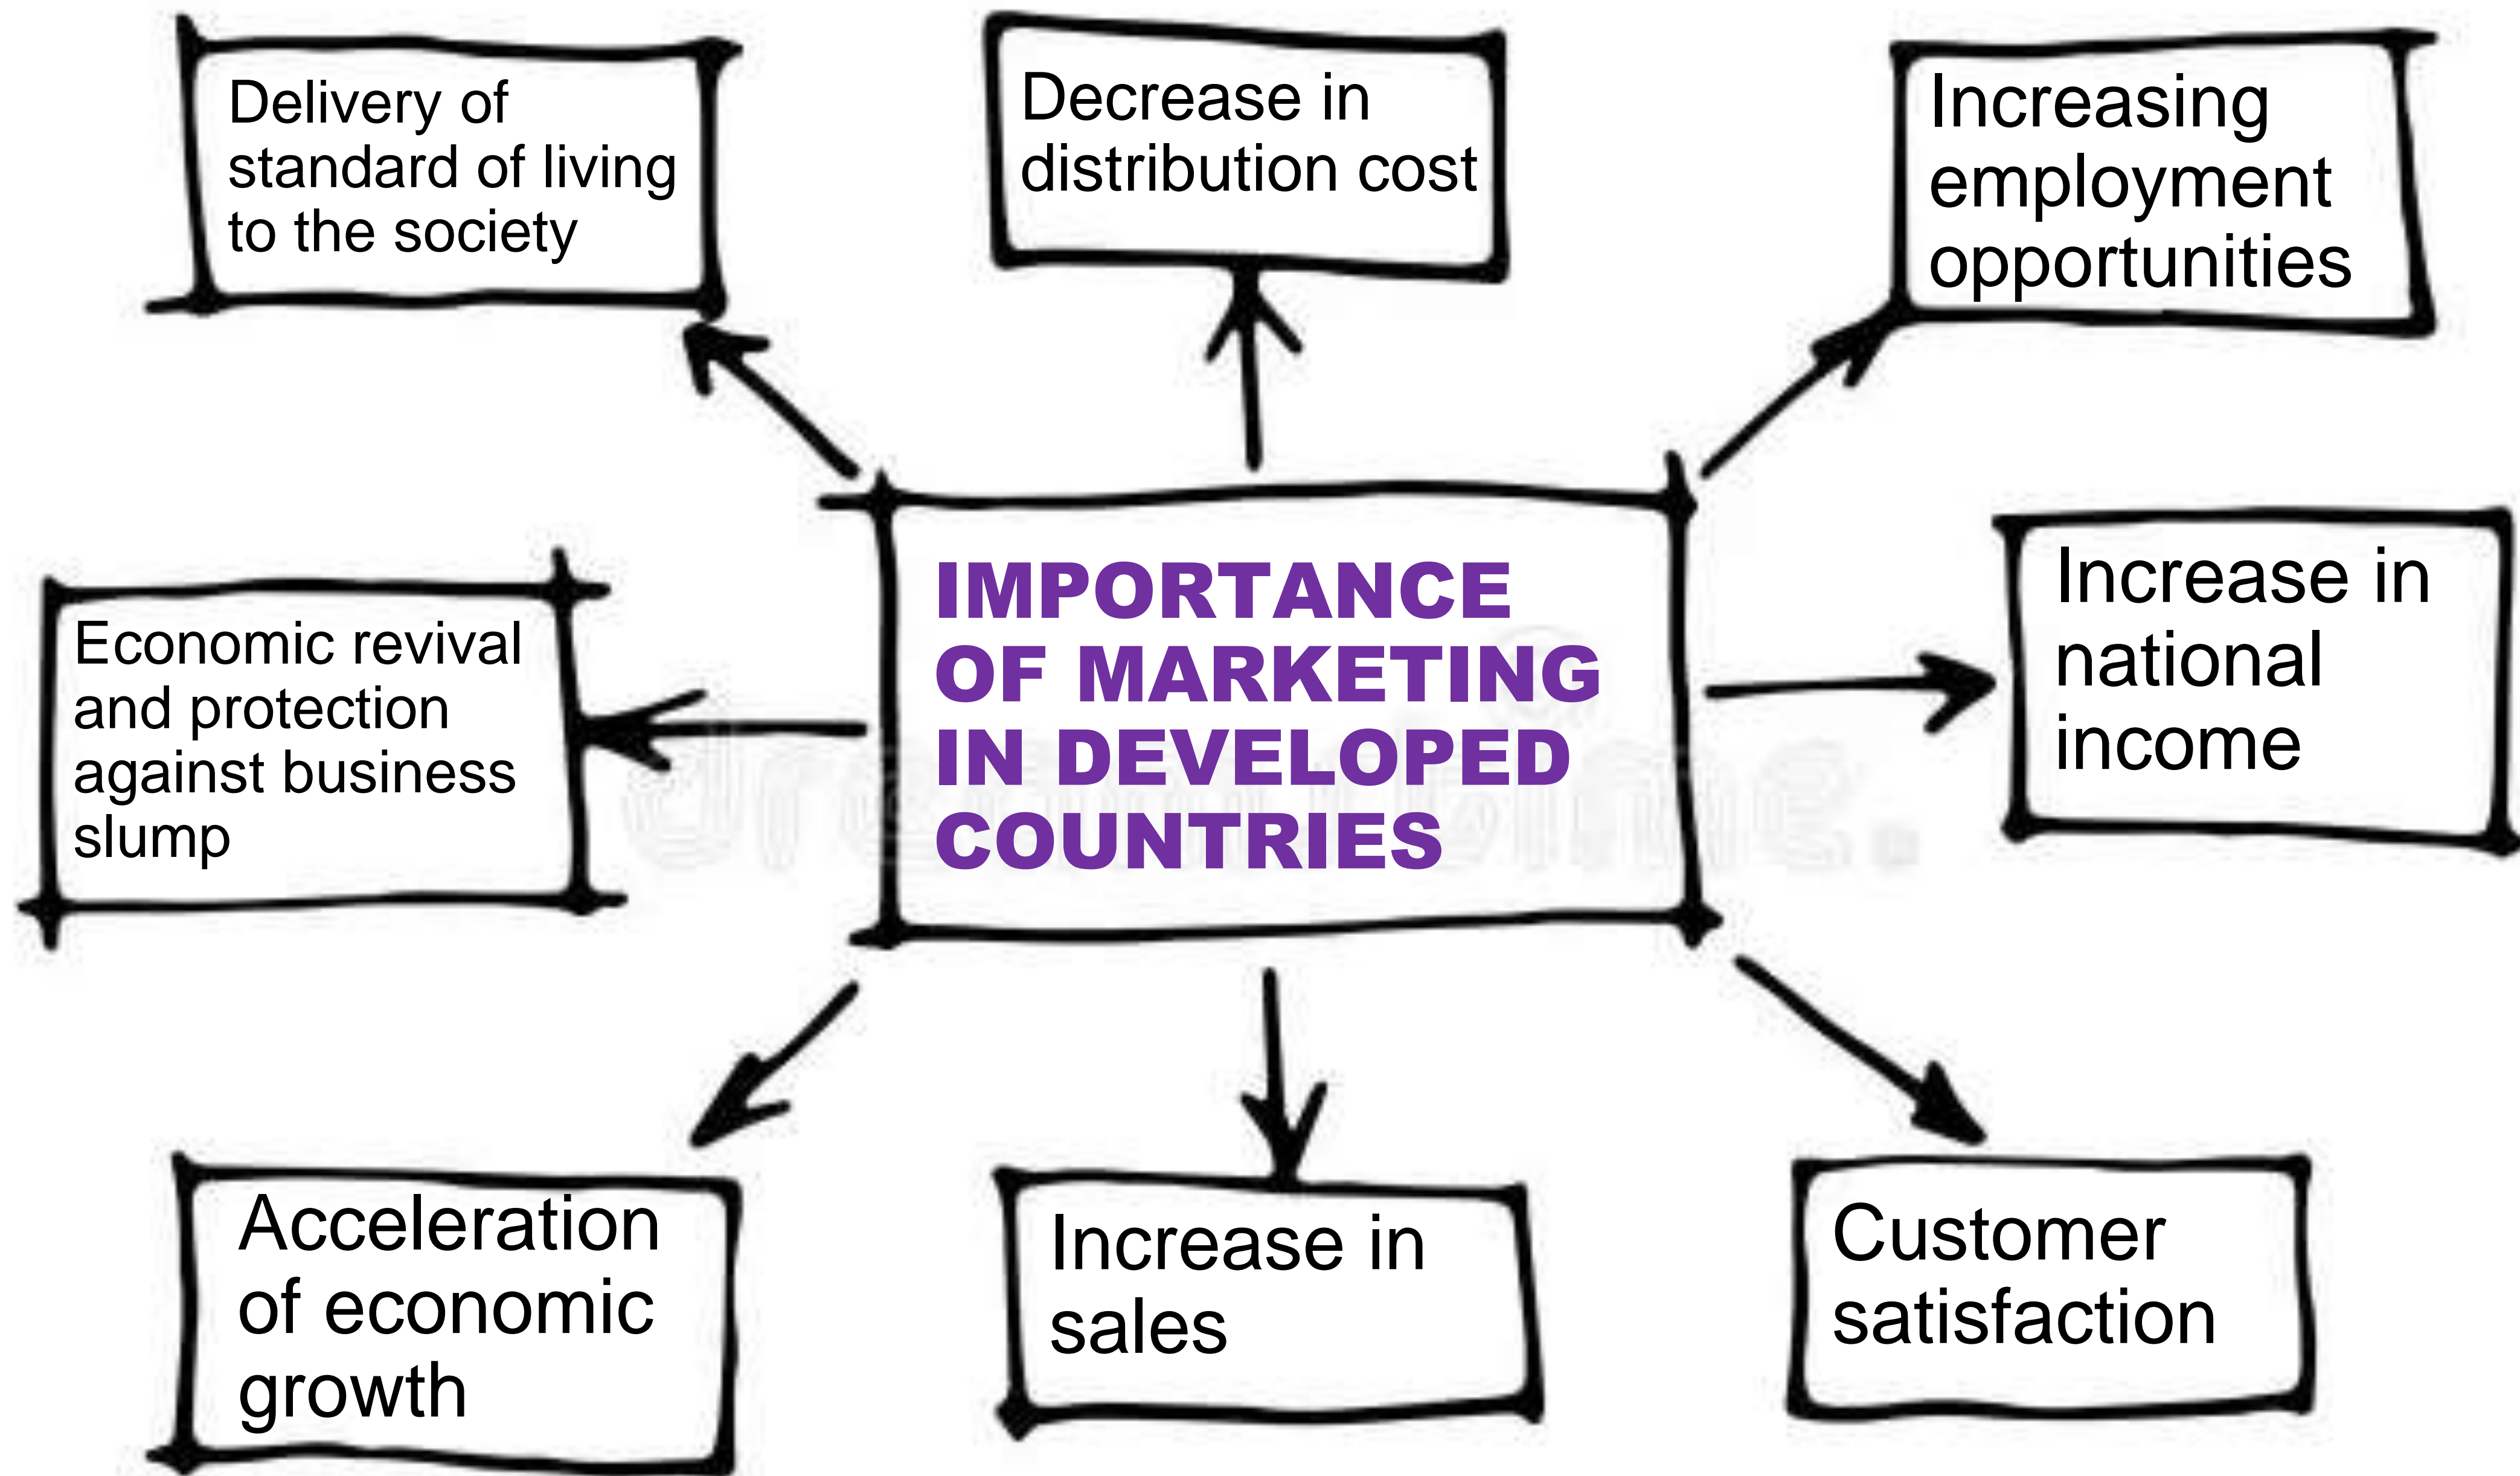 Delivery of
standard of living
to the society
Decrease in
distribution cost
Increasing
employment
opportunities
Economic revival
and protection
against business
slump
IMPORTANCE
OF MARKETING
IN DEVELOPED
COUNTRIES
Increase in
national
income
Acceleration
of economic
growth
Increase in
sales
Customer
satisfaction
dreamstime.